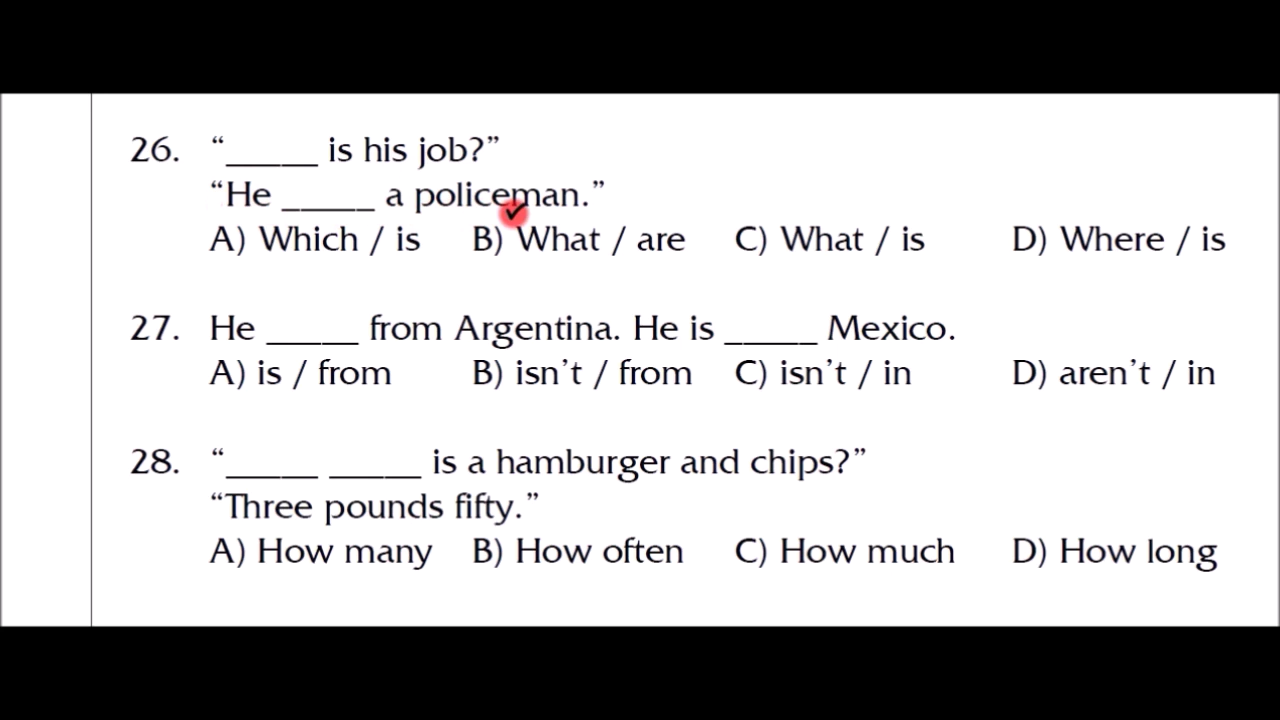 26. “_____ is his job?”
“He _____ a policeman.”
A) Which / is B) What / are C) What / is D) Where / is
27. He _____ from Argentina. He is _____ Mexico.
A) is / from B) isn’t / from C) isn’t / in D) aren’t / in
28. “_____ _____ is a hamburger and chips?”
“Three pounds fifty.”
A) How many B) How often C) How much D) How long